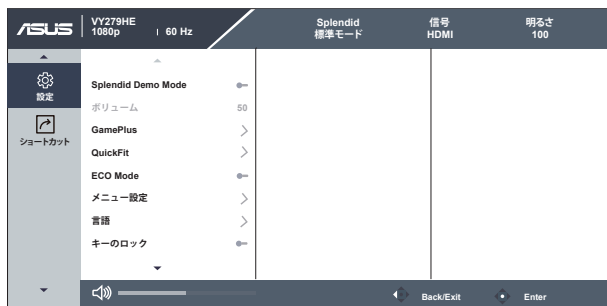 ASUS
VY279HE
1080p 60 Hz
Splendid
標準モード
信号
HDMI
明るさ
100
設定
ショートカット
Splendid Demo Mode
ボリューム 50
GamePlus
QuickFit
ECO Mode
メニュー設定
言語
キーのロック
Back/Exit Enter